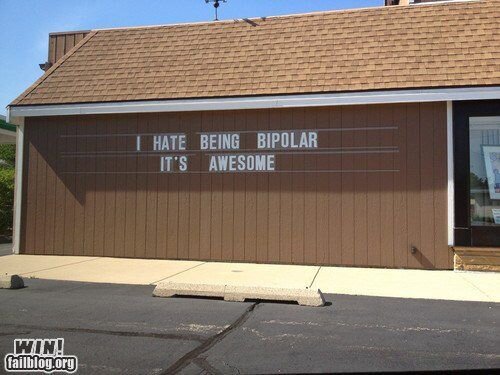 I HATE BEING BIPOLAR
IT'S AWESOME
WIN!
failblog.org